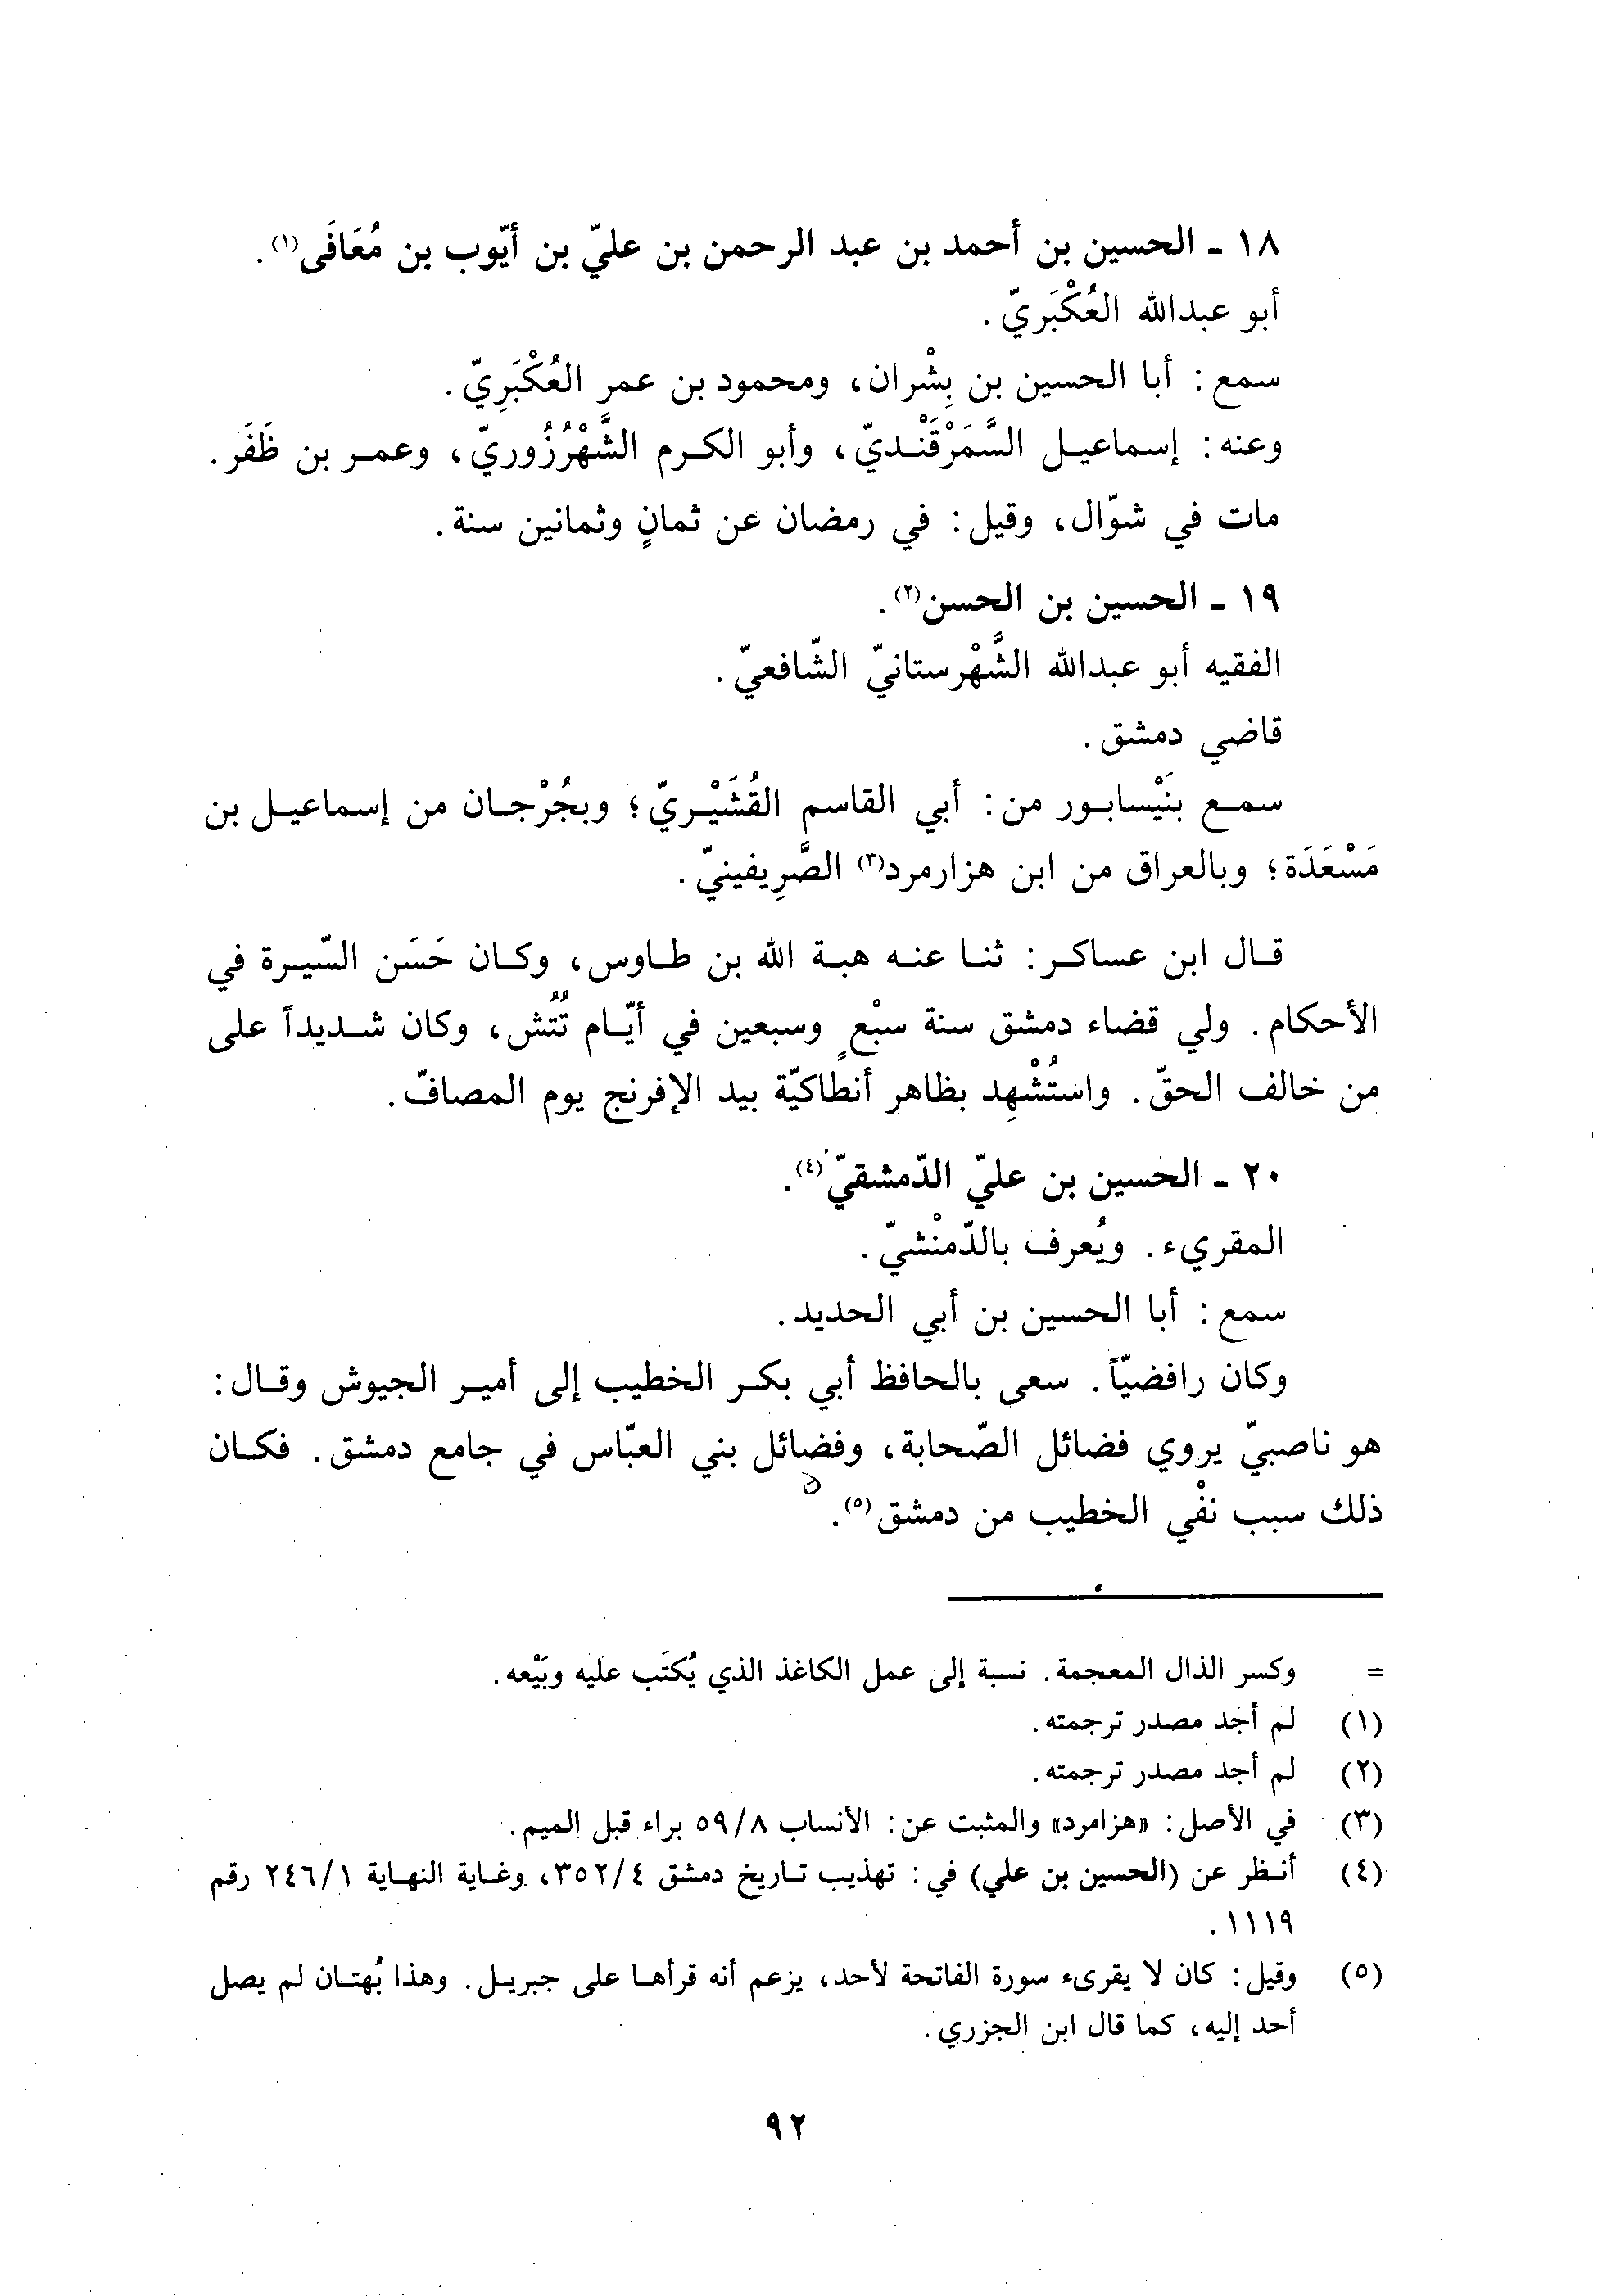 ١٨ ـ الحسين بن أحمد بن عبد الرحمن بن عليّ بن أيّوب بن مُعَافَى(١).
أبو عبدالله العُكْبَريّ.
سمع: أبا الحسين بن بِشْران، ومحمود بن عمر العُكْبَرِيّ.
وعنه: إسماعيل السَّمَرْقَنْديّ، وأبو الكرم الشَّهْرُزُوريّ، وعمر بن ظَفَر.
مات في شوّال، وقيل: في رمضان عن ثمانٍ وثمانين سنة.
١٩ ـ الحسين بن الحسن(٢).
الفقيه أبو عبدالله الشَّهْرستانيّ الشّافعيّ.
قاضي دمشق.
سمع بنَيْسابور من: أبي القاسم القُشَيْريّ؛ وبجُرْجان من إسماعيل بن
مَسْعَدَة؛ وبالعراق من ابن هزارمرد(٣) الصَّرِيفينيّ.
قال ابن عساكر: ثنا عنه هبة الله بن طاوس، وكان حَسَن السّيرة في
الأحكام. ولي قضاء دمشق سنة سبْعٍ وسبعين في أيّام تُتُش، وكان شديداً على
من خالف الحقّ. واستُشْهِد بظاهر أنطاكيّة بيد الإفرنج يوم المصافّ.
٢٠ ـ الحسين بن عليّ الدّمشقيّ(٤).
المقريء. ويُعرف بالدّمنْشيّ.
سمع: أبا الحسين بن أبي الحديد.
وكان رافضيّاً. سعى بالحافظ أبي بكر الخطيب إلى أمير الجيوش وقال:
هو ناصبيّ يروي فضائل الصّحابة، وفضائل بني العبّاس في جامع دمشق. فكان
ذلك سبب نفْي الخطيب من دمشق(٥).
= وكسر الذال المعجمة. نسبة إلى عمل الكاغذ الذي يُكتَب عليه وبَيْعه.
(١) لم أجد مصدر ترجمته.
(٢) لم أجد مصدر ترجمته.
(٣) في الأصل: «هزامرد» والمثبت عن: الأنساب ٥٩/٨ براء قبل الميم.
(٤) أنظر عن (الحسين بن علي) في: تهذيب تاريخ دمشق ٣٥٢/٤، وغاية النهاية ٢٤٦/١ رقم
١١١٩.
(٥) وقيل: كان لا يقرىء سورة الفاتحة لأحد، يزعم أنه قرأها على جبريل. وهذا بُهتان لم يصل
أحد إليه، كما قال ابن الجزري.
٩٢